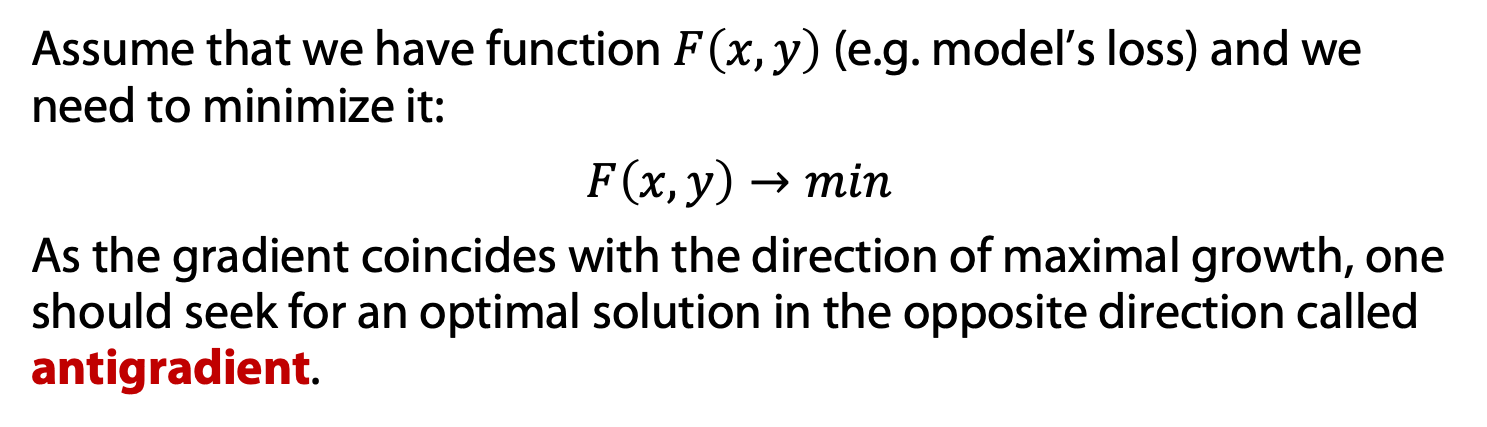 Assume that we have function F(x, y) (e.g. model's loss) and we
need to minimize it:
F(x, y) → min
As the gradient coincides with the direction of maximal growth, one
should seek for an optimal solution in the opposite direction called
antigradient.